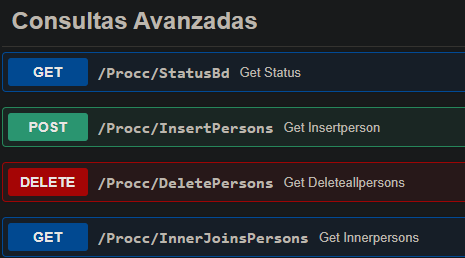 Consultas Avanzadas
GET /Procc/StatusBd Get Status
POST /Procc/InsertPersons Get Insertperson
DELETE /Procc/DeletePersons Get Deleteallpersons
GET /Procc/InnerJoinsPersons Get Innerpersons